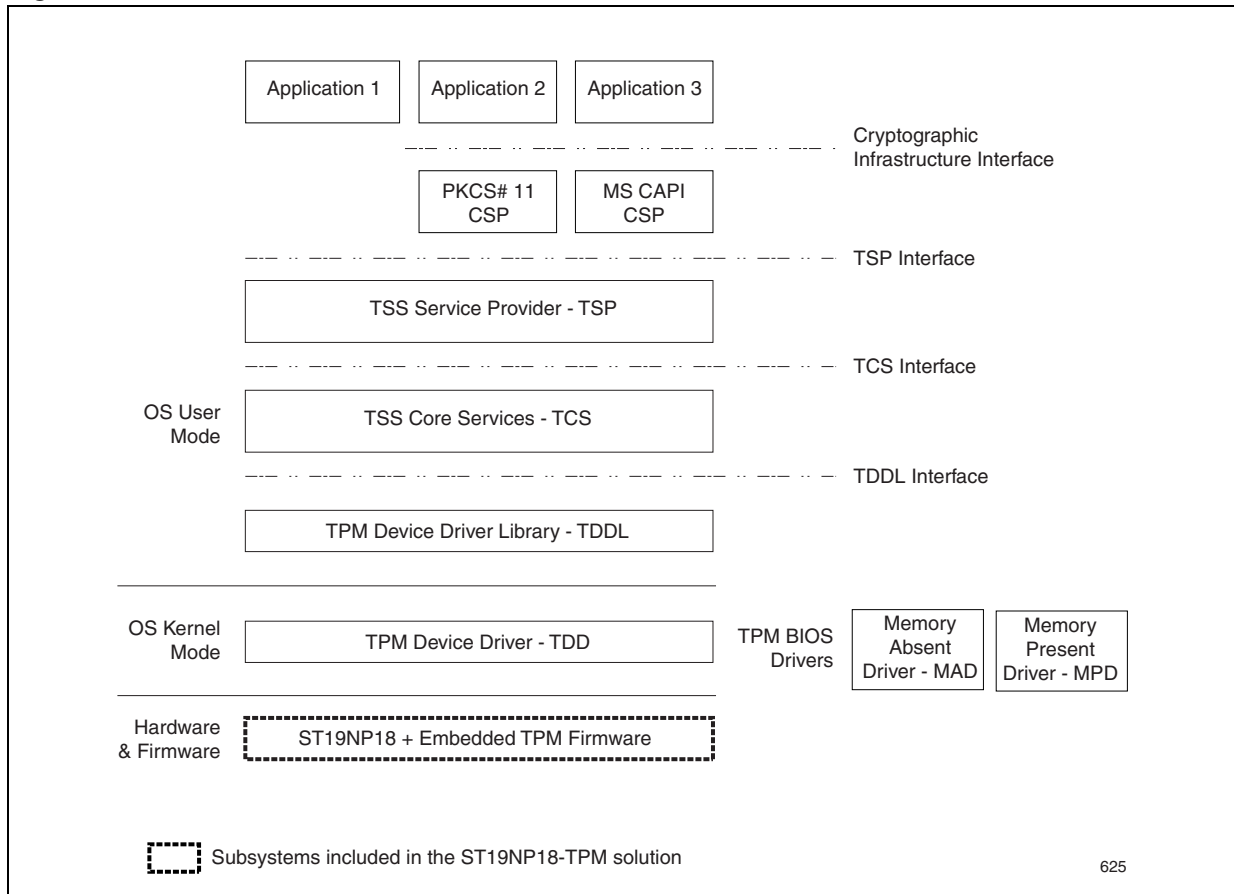 Application 1
Application 2
Application 3
Cryptographic
Infrastructure Interface
PKCS# 11
CSP
MS CAPI
CSP
TSP Interface
TSS Service Provider - TSP
TCS Interface
OS User
Mode
TSS Core Services - TCS
TDDL Interface
TPM Device Driver Library - TDDL
OS Kernel
Mode
TPM Device Driver - TDD
TPM BIOS
Drivers
Memory
Absent
Driver - MAD
Memory
Present
Driver - MPD
Hardware
& Firmware
ST19NP18 + Embedded TPM Firmware
Subsystems included in the ST19NP18-TPM solution
625